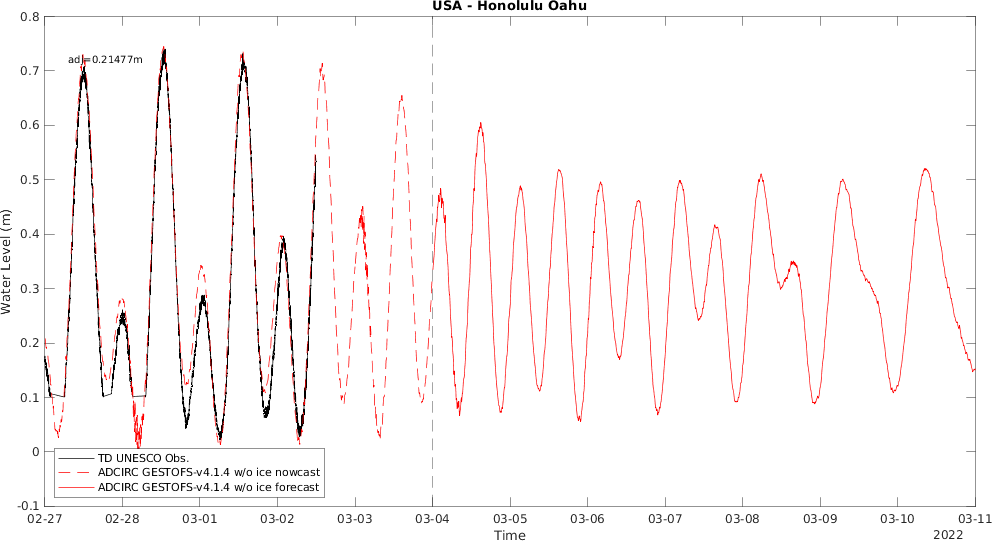 USA - Honolulu Oahu
adj=0.21477m
0.8
0.7
0.6
0.5
0.4
0.3
0.2
0.1
0
-0.1
Water Level (m)
TD UNESCO Obs.
ADCIRC GESTOFS-v4.1.4 w/o ice nowcast
ADCIRC GESTOFS-v4.1.4 w/o ice forecast
02-27 02-28 03-01 03-02 03-03 03-04 03-05 03-06 03-07 03-08 03-09 03-10 03-11
Time
2022